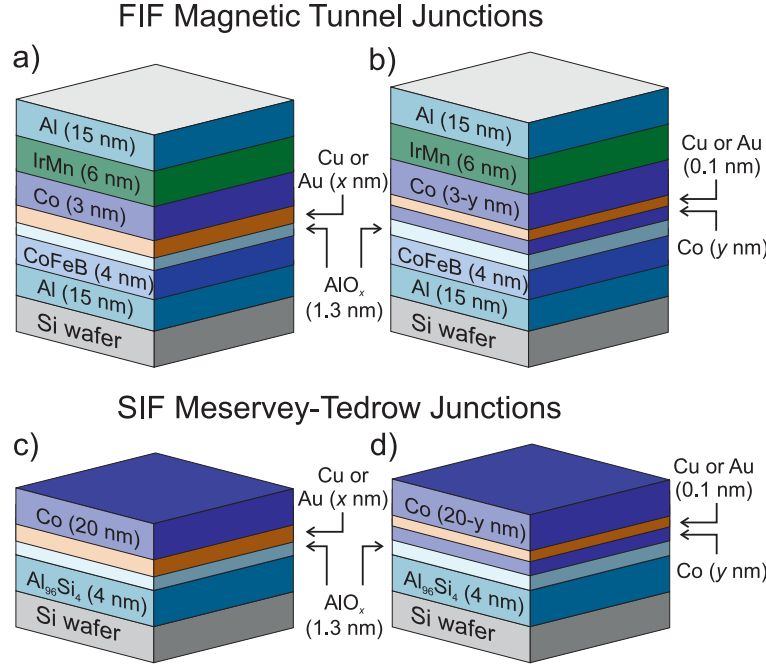 FIF Magnetic Tunnel Junctions
a)
Al (15 nm)
IrMn (6 nm)
Co (3 nm)
CoFeB (4 nm)
Al (15 nm)
Si wafer
Cu or
Au (x nm)
AlOₓ
(1.3 nm)
b)
Al (15 nm)
IrMn (6 nm)
Co (3-y nm)
CoFeB (4 nm)
Al (15 nm)
Si wafer
Cu or Au
(0.1 nm)
Co (y nm)
SIF Meservey-Tedrow Junctions
c)
Co (20 nm)
Al₉₆Si₄ (4 nm)
Si wafer
Cu or
Au (x nm)
AlOₓ
(1.3 nm)
d)
Co (20-y nm)
Al₉₆Si₄ (4 nm)
Si wafer
Cu or Au
(0.1 nm)
Co (y nm)